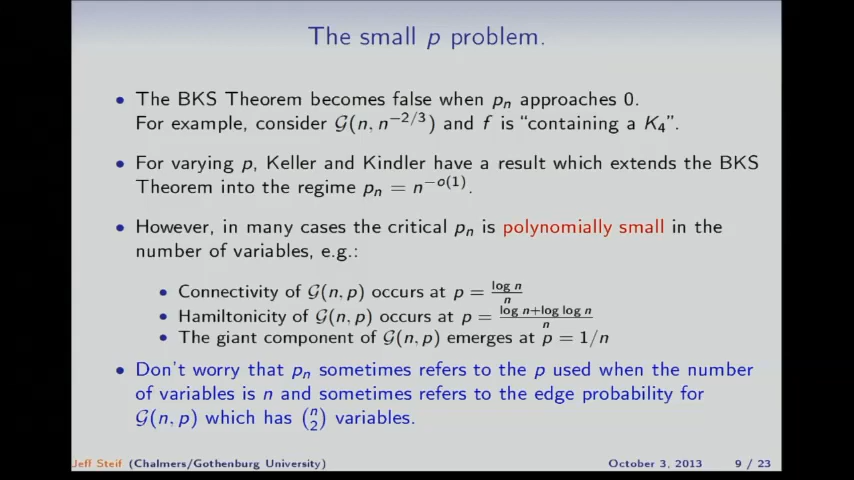 The small p problem.
• The BKS Theorem becomes false when pₙ approaches 0.
For example, consider 𝒢(n, n^{−2/3}) and f is “containing a K₄”.
• For varying p, Keller and Kindler have a result which extends the BKS
Theorem into the regime pₙ = n^{−o(1)}.
• However, in many cases the critical pₙ is polynomially small in the
number of variables, e.g.:
• Connectivity of 𝒢(n, p) occurs at p = \frac{log n}{n}
• Hamiltonicity of 𝒢(n, p) occurs at p = \frac{log n+log log n}{n}
• The giant component of 𝒢(n, p) emerges at p = 1/n
• Don't worry that pₙ sometimes refers to the p used when the number
of variables is n and sometimes refers to the edge probability for
𝒢(n, p) which has \binom{n}{2} variables.
Jeff Steif (Chalmers/Gothenburg University) October 3, 2013 9 / 23